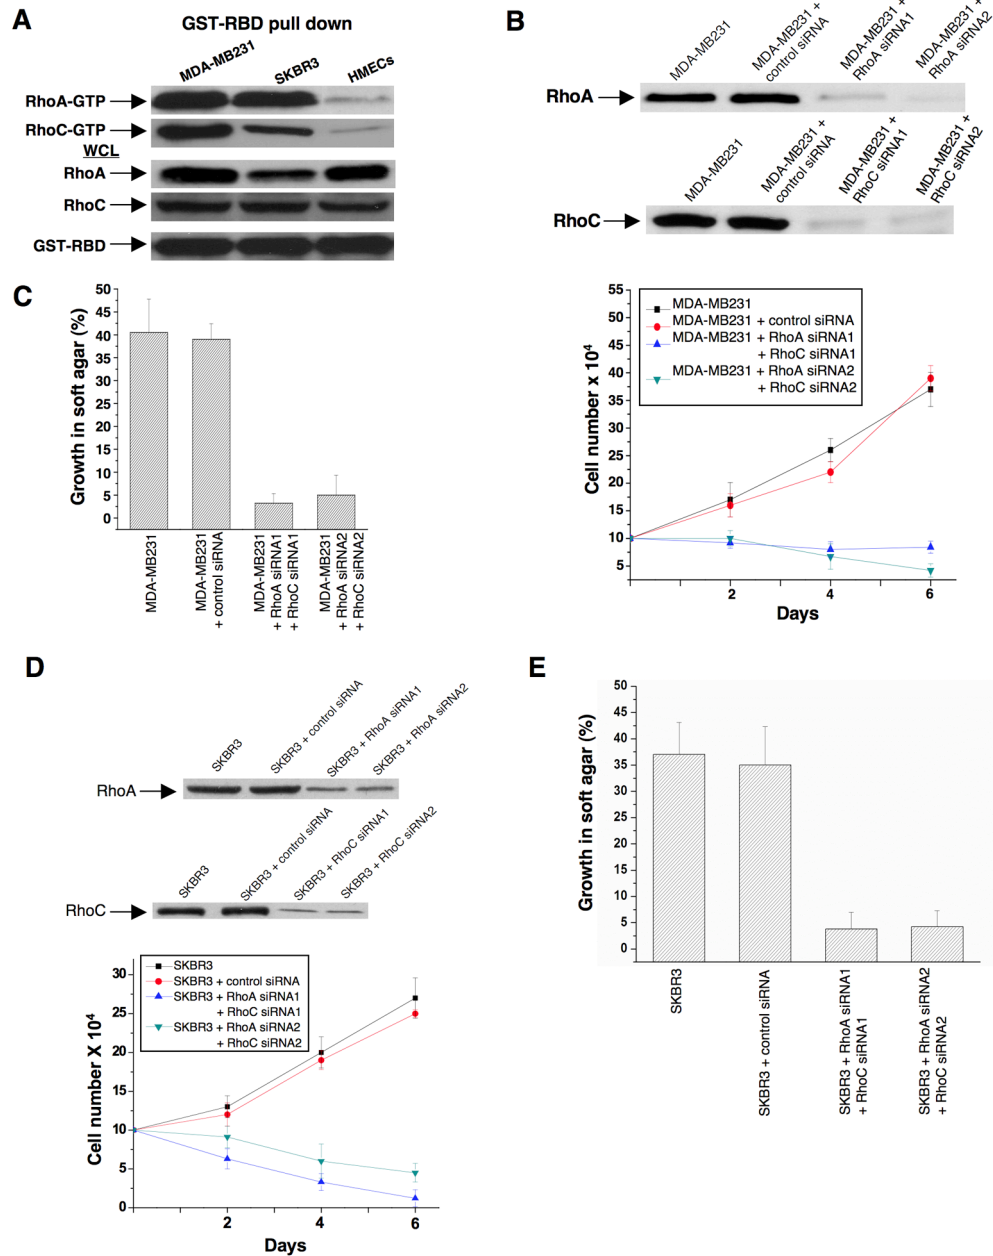 A
GST-RBD pull down
MDA-MB231
SKBR3
HMECs
RhoA-GTP
RhoC-GTP
WCL
RhoA
RhoC
GST-RBD
B
MDA-MB231
MDA-MB231 +
control siRNA
MDA-MB231 +
RhoA siRNA1
MDA-MB231 +
RhoA siRNA2
RhoA
MDA-MB231
MDA-MB231 +
control siRNA
MDA-MB231 +
RhoC siRNA1
MDA-MB231 +
RhoC siRNA2
RhoC
C
Growth in soft agar (%)
50
45
40
35
30
25
20
15
10
5
0
MDA-MB231
MDA-MB231
+ control siRNA
MDA-MB231
+ RhoA siRNA1
+ RhoC siRNA1
MDA-MB231
+ RhoA siRNA2
+ RhoC siRNA2
Cell number x 10⁴
55
50
45
40
35
30
25
20
15
10
5
MDA-MB231
MDA-MB231 + control siRNA
MDA-MB231 + RhoA siRNA1
+ RhoC siRNA1
MDA-MB231 + RhoA siRNA2
+ RhoC siRNA2
2
4
6
Days
D
SKBR3
SKBR3 + control siRNA
SKBR3 + RhoA siRNA1
SKBR3 + RhoA siRNA2
RhoA
SKBR3
SKBR3 + control siRNA
SKBR3 + RhoC siRNA1
SKBR3 + RhoC siRNA2
RhoC
Cell number X 10⁴
30
25
20
15
10
5
0
SKBR3
SKBR3 + control siRNA
SKBR3 + RhoA siRNA1
+ RhoC siRNA1
SKBR3 + RhoA siRNA2
+ RhoC siRNA2
2
4
6
Days
E
Growth in soft agar (%)
50
45
40
35
30
25
20
15
10
5
0
SKBR3
SKBR3 + control siRNA
SKBR3 + RhoA siRNA1
+ RhoC siRNA1
SKBR3 + RhoA siRNA2
+ RhoC siRNA2